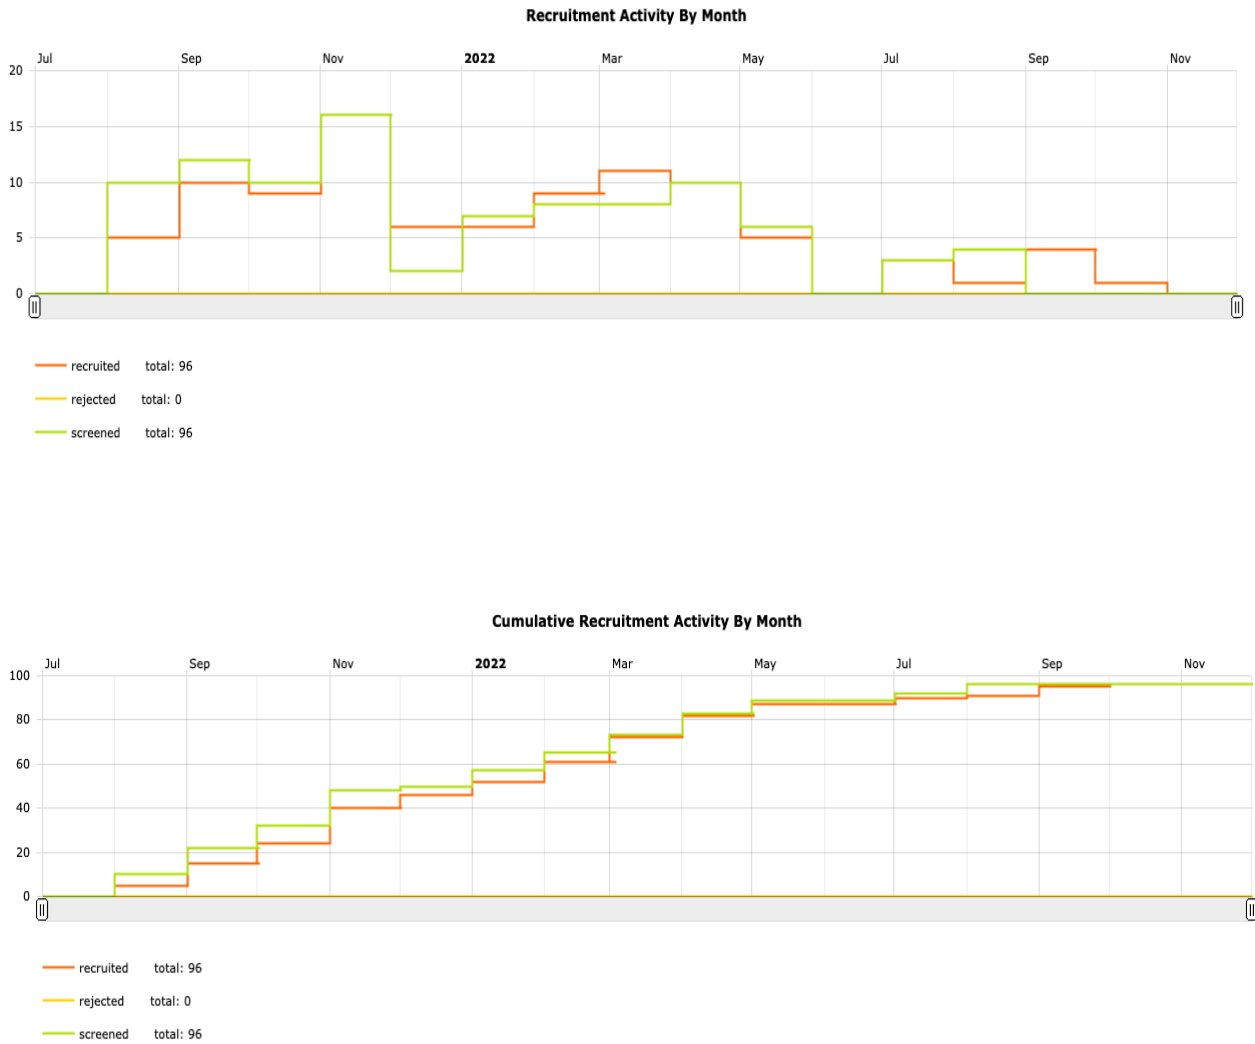 Recruitment Activity By Month
Jul Sep Nov 2022 Mar May Jul Sep Nov
20
15
10
5
0
recruited total: 96
rejected total: 0
screened total: 96
Cumulative Recruitment Activity By Month
Jul Sep Nov 2022 Mar May Jul Sep Nov
100
80
60
40
20
0
recruited total: 96
rejected total: 0
screened total: 96